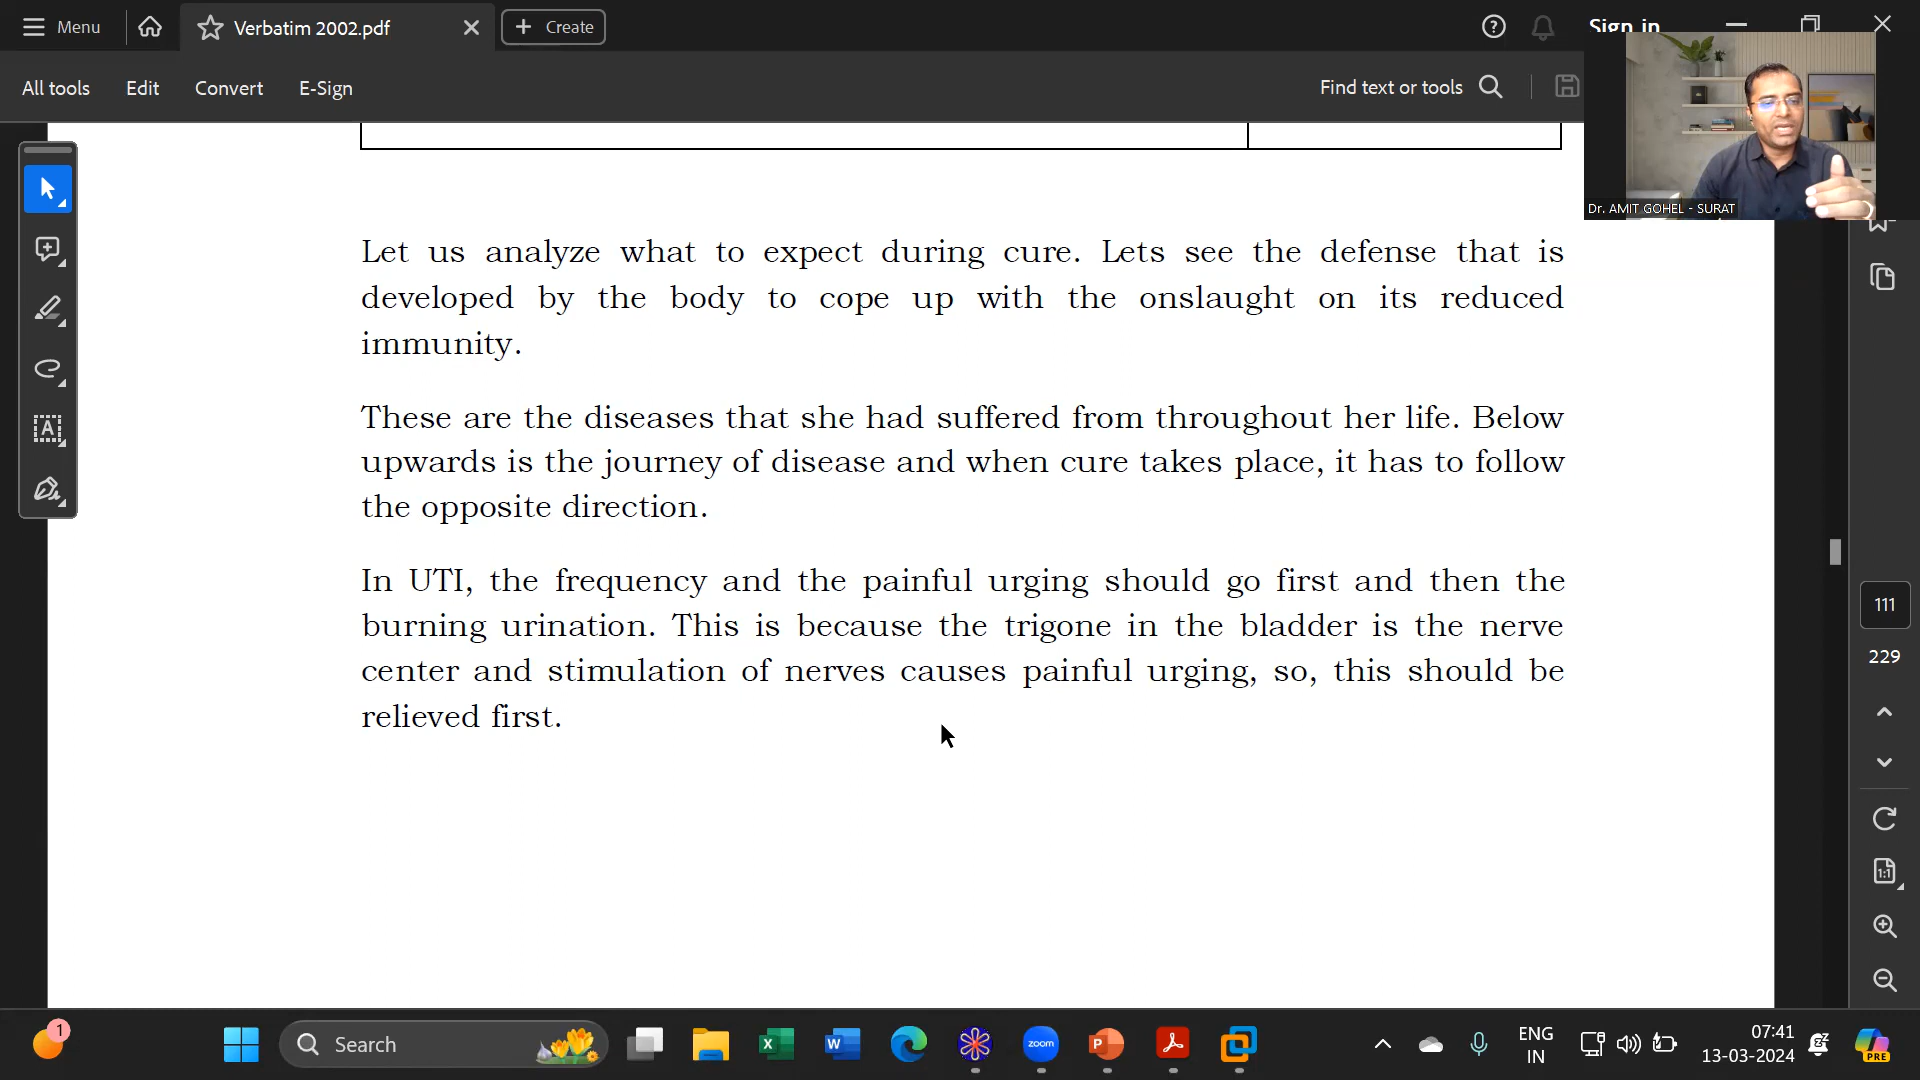 Menu
Verbatim 2002.pdf
Create
Sign in
All tools
Edit
Convert
E-Sign
Find text or tools
Dr. AMIT GOHEL - SURAT
Let us analyze what to expect during cure. Lets see the defense that is
developed by the body to cope up with the onslaught on its reduced
immunity.
These are the diseases that she had suffered from throughout her life. Below
upwards is the journey of disease and when cure takes place, it has to follow
the opposite direction.
In UTI, the frequency and the painful urging should go first and then the
burning urination. This is because the trigone in the bladder is the nerve
center and stimulation of nerves causes painful urging, so, this should be
relieved first.
111
229
1:1
1
Search
zoom
ENG
IN
07:41
13-03-2024
PRE